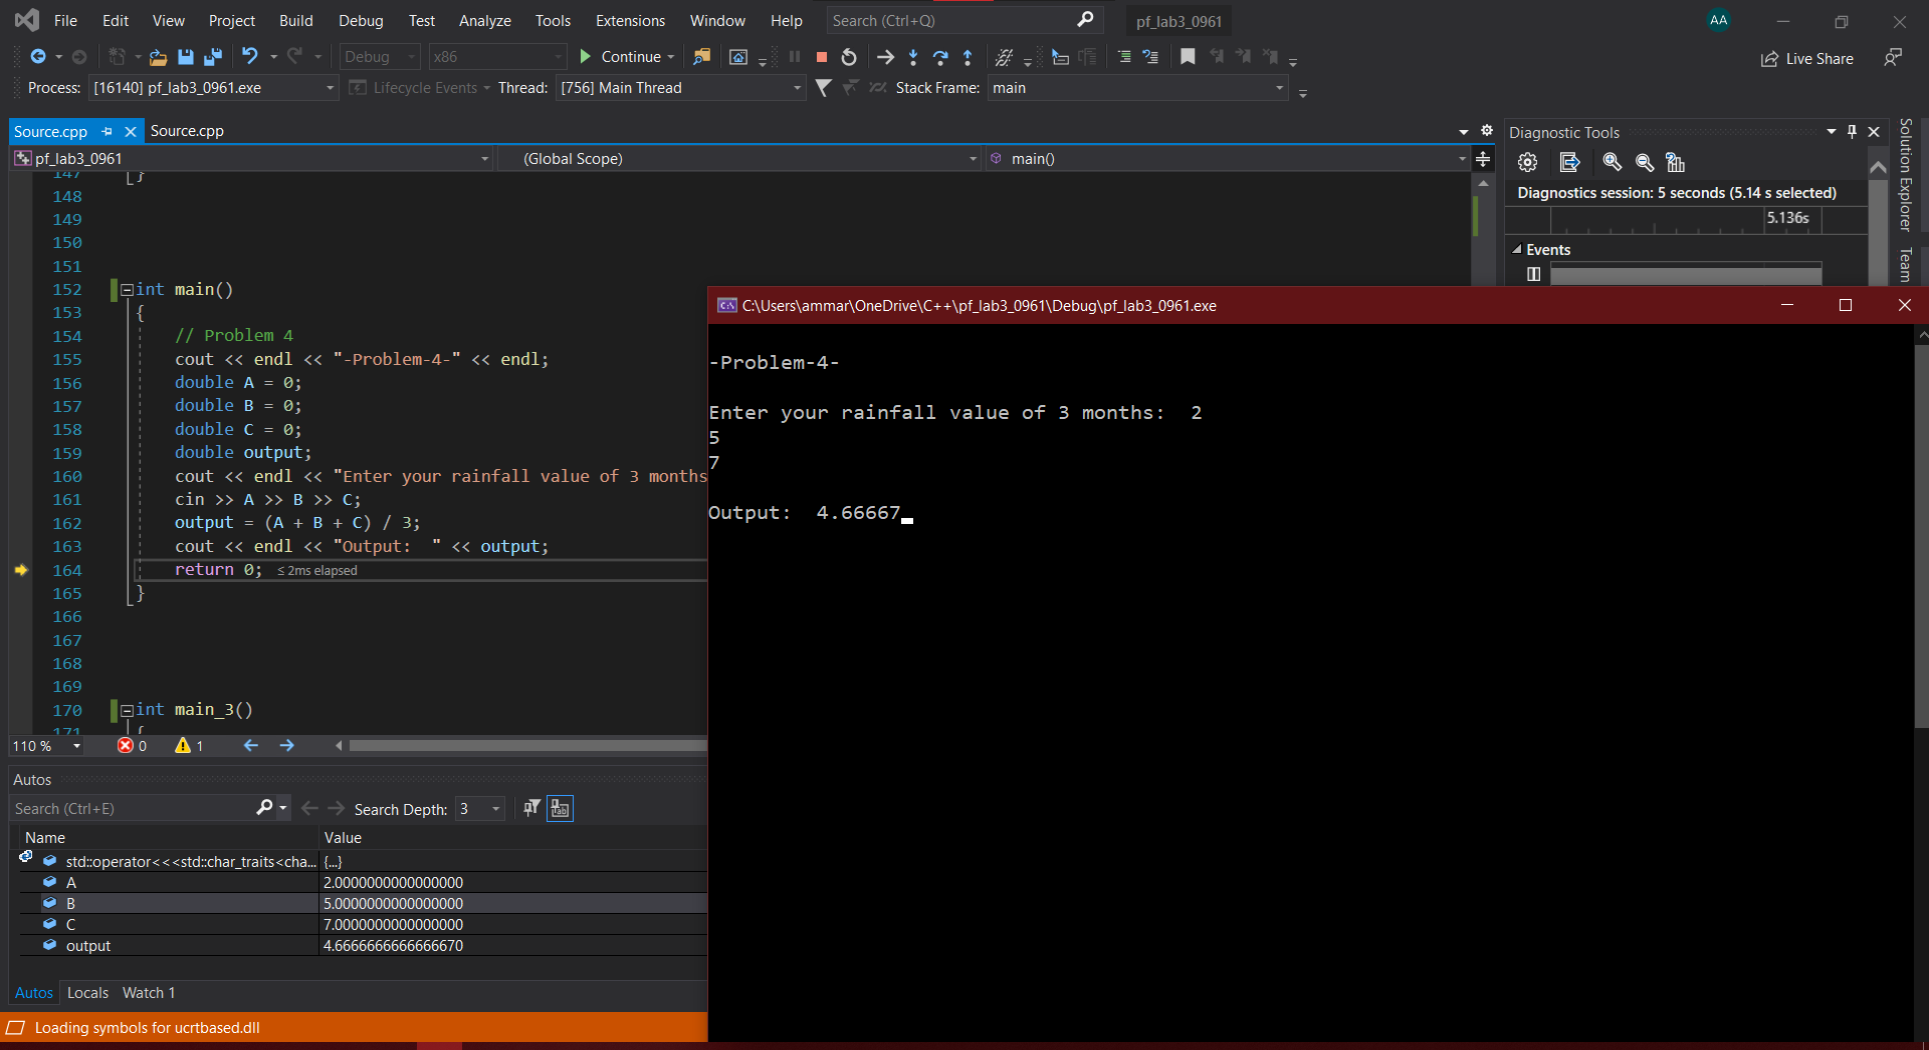 File Edit View Project Build Debug Test Analyze Tools Extensions Window Help Search (Ctrl+Q) pf_lab3_0961 AA
Debug x86 Continue Live Share
Process: [16140] pf_lab3_0961.exe Lifecycle Events Thread: [756] Main Thread Stack Frame: main
Source.cpp Source.cpp
pf_lab3_0961 (Global Scope) main()
147 }
148
149
150
151
152 int main()
153 {
154 // Problem 4
155 cout << endl << "-Problem-4-" << endl;
156 double A = 0;
157 double B = 0;
158 double C = 0;
159 double output;
160 cout << endl << "Enter your rainfall value of 3 months
161 cin >> A >> B >> C;
162 output = (A + B + C) / 3;
163 cout << endl << "Output:  " << output;
164 return 0; ≤ 2ms elapsed
165 }
166
167
168
169
170 int main_3()
171 {
110 % 0 1
Autos
Search (Ctrl+E) Search Depth: 3
Name Value
std::operator<<<std::char_traits<cha... {...}
A 2.0000000000000000
B 5.0000000000000000
C 7.0000000000000000
output 4.6666666666666670
Autos Locals Watch 1
Loading symbols for ucrtbased.dll
Diagnostic Tools
Diagnostics session: 5 seconds (5.14 s selected)
5.136s
Events
Solution Explorer
Team
C:\Users\ammar\OneDrive\C++\pf_lab3_0961\Debug\pf_lab3_0961.exe
-Problem-4-
Enter your rainfall value of 3 months:  2
5
7
Output:  4.66667